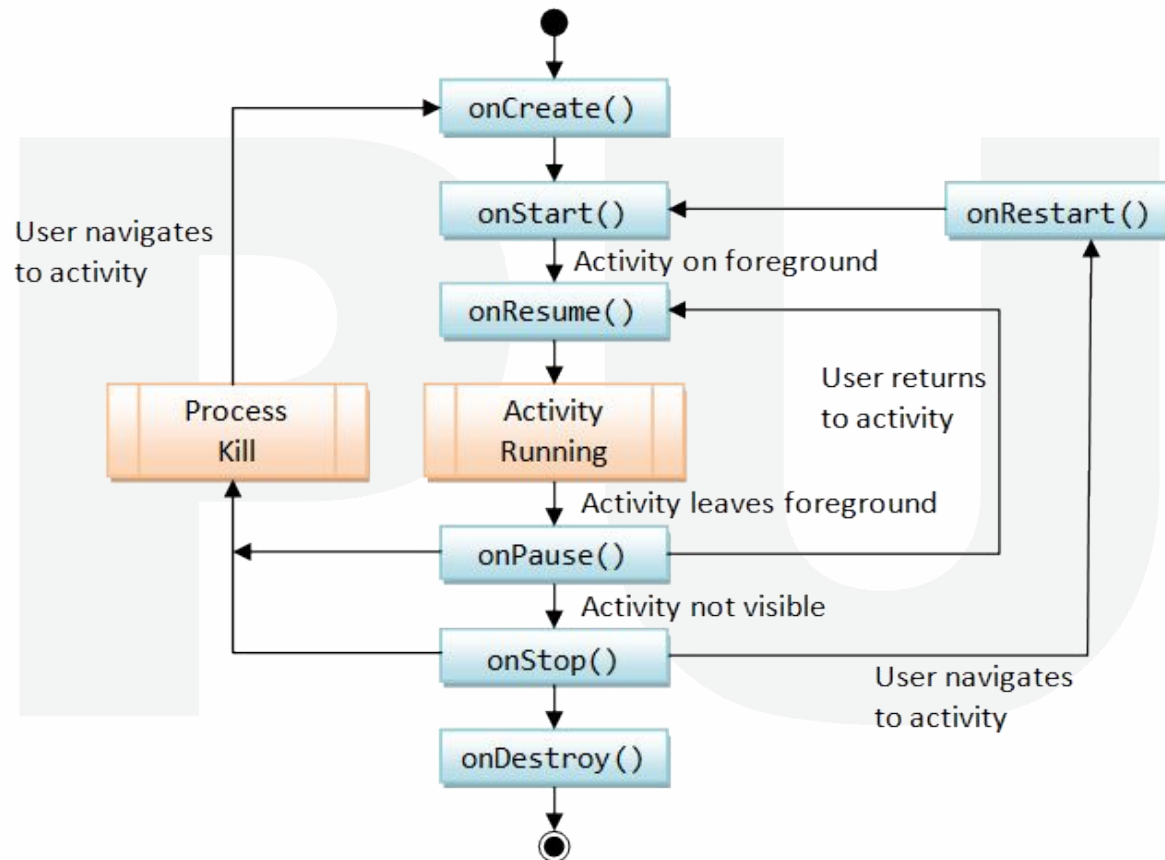 onCreate()
onStart()
onRestart()
User navigates
to activity
Activity on foreground
onResume()
User returns
to activity
Process
Kill
Activity
Running
Activity leaves foreground
onPause()
Activity not visible
onStop()
User navigates
to activity
onDestroy()
PU